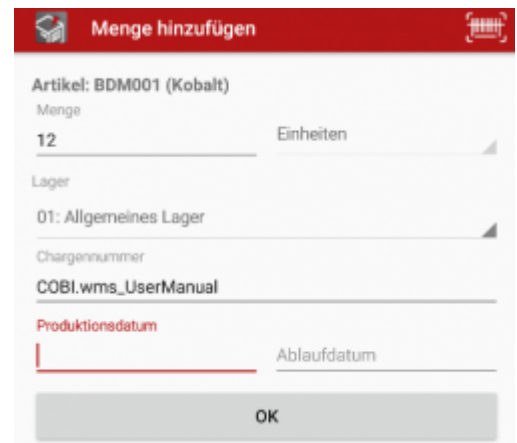 Menge hinzufügen
Artikel: BDM001 (Kobalt)
Menge
12
Einheiten
Lager
01: Allgemeines Lager
Chargennummer
COBI.wms_UserManual
Produktionsdatum
Ablaufdatum
OK